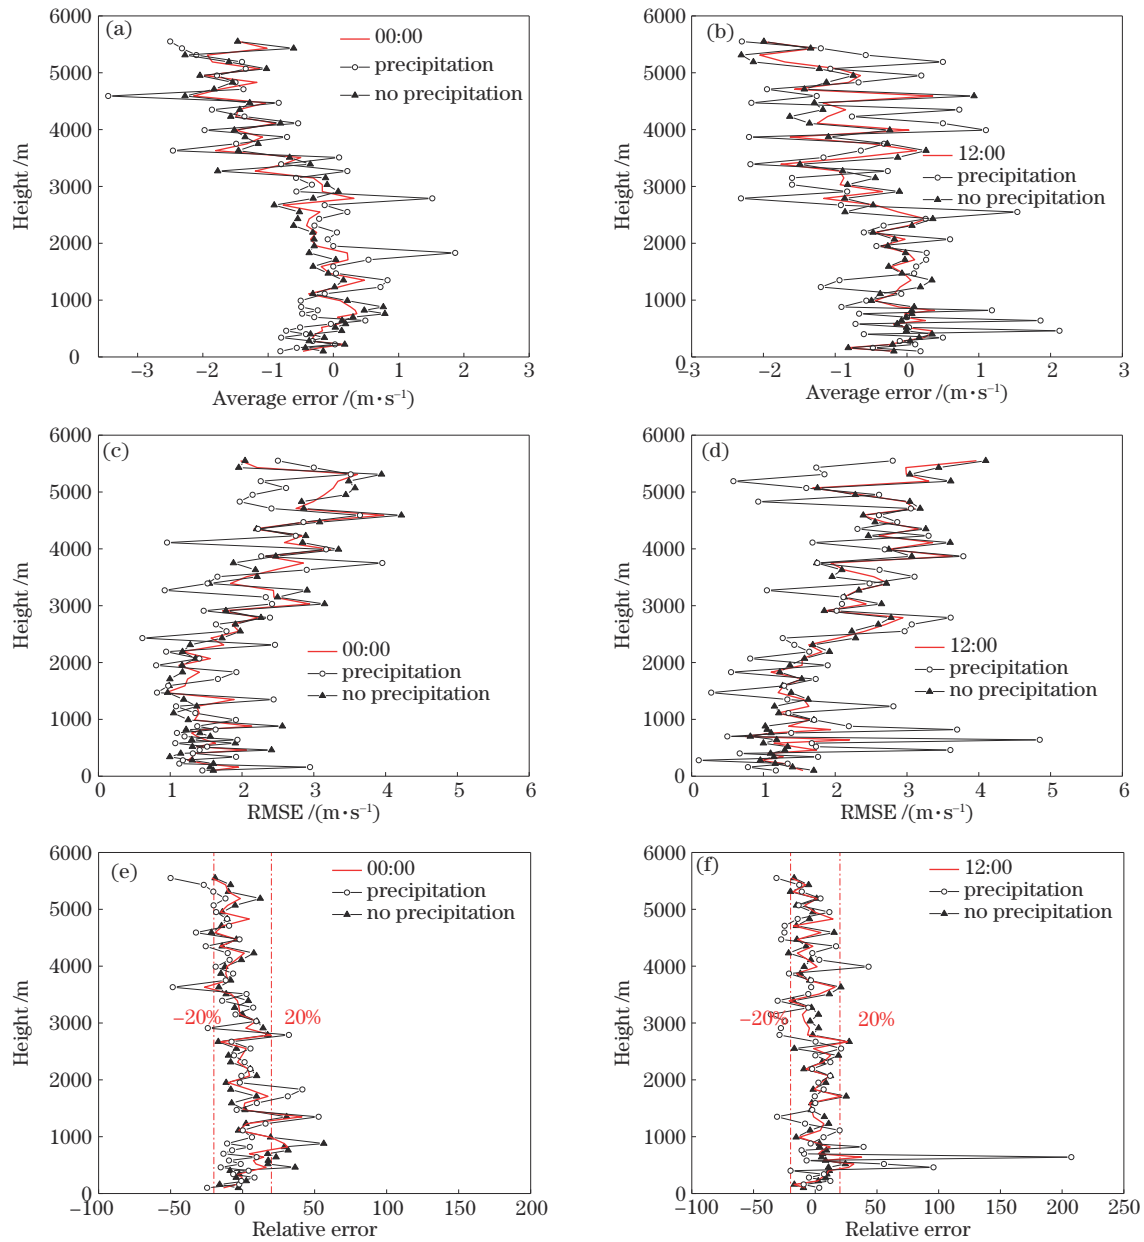 (a)
00:00
precipitation
no precipitation
Height /m
6000
5000
4000
3000
2000
1000
0
−3 −2 −1 0 1 2 3
Average error /(m·s⁻¹)
(b)
12:00
precipitation
no precipitation
Height /m
6000
5000
4000
3000
2000
1000
0
−3 −2 −1 0 1 2 3
Average error /(m·s⁻¹)
(c)
00:00
precipitation
no precipitation
Height /m
6000
5000
4000
3000
2000
1000
0
0 1 2 3 4 5 6
RMSE /(m·s⁻¹)
(d)
12:00
precipitation
no precipitation
Height /m
6000
5000
4000
3000
2000
1000
0
0 1 2 3 4 5 6
RMSE /(m·s⁻¹)
(e)
00:00
precipitation
no precipitation
−20% 20%
Height /m
6000
5000
4000
3000
2000
1000
0
−100 −50 0 50 100 150 200
Relative error
(f)
12:00
precipitation
no precipitation
−20% 20%
Height /m
6000
5000
4000
3000
2000
1000
0
−100 −50 0 50 100 150 200 250
Relative error